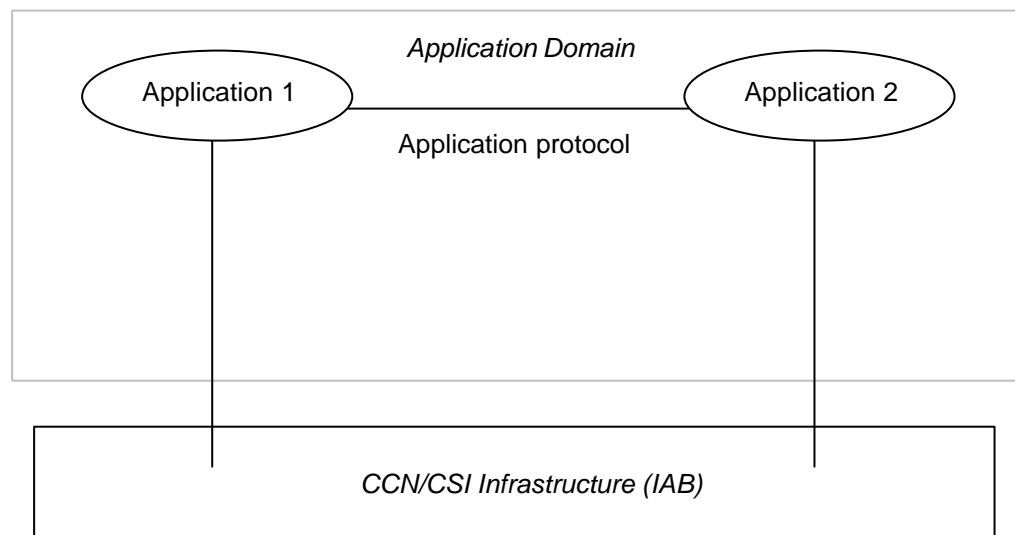 Application Domain
Application 1
Application 2
Application protocol
CCN/CSI Infrastructure (IAB)